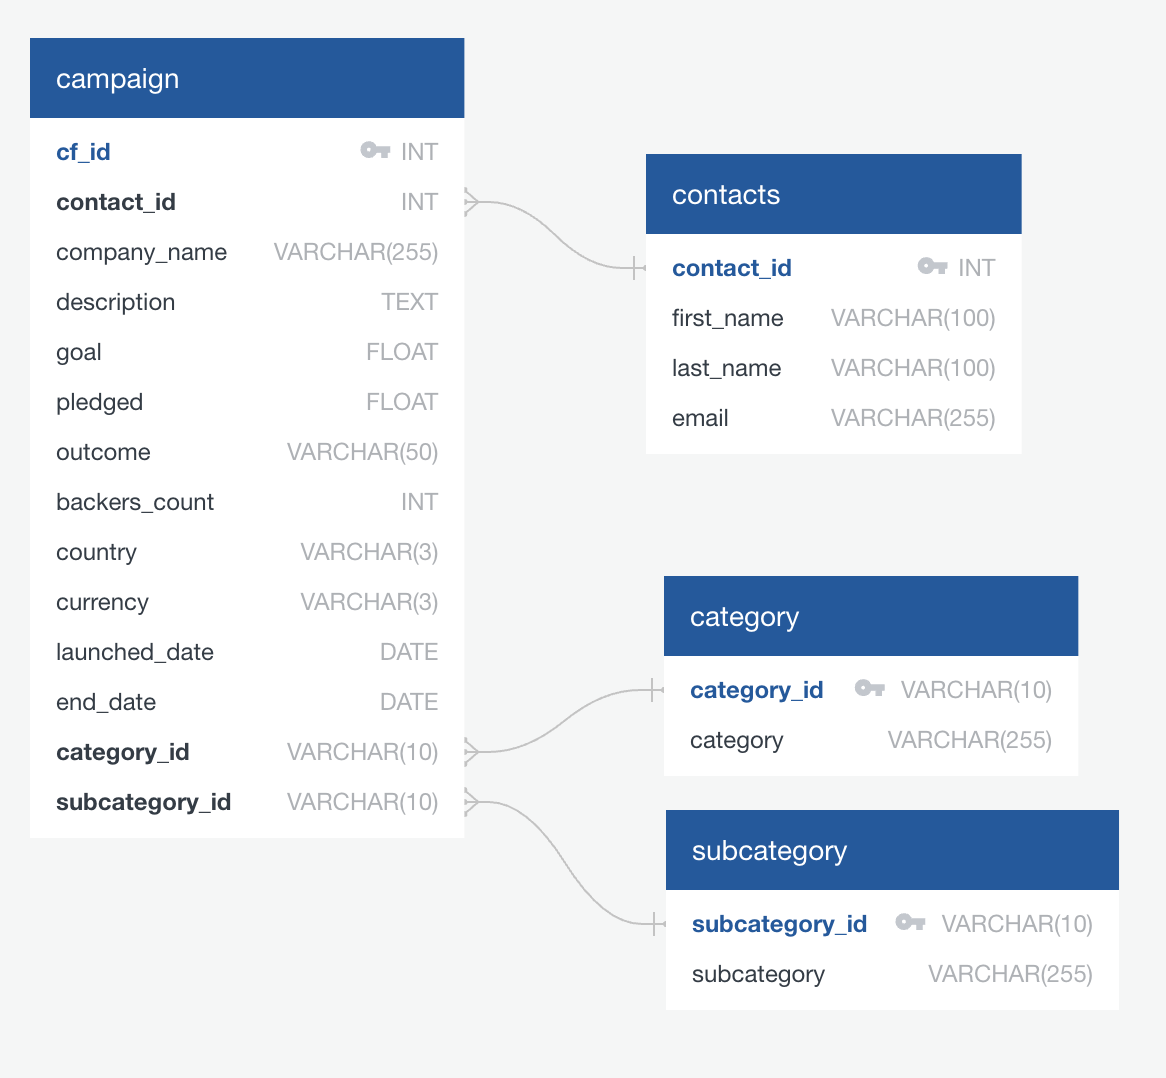 campaign
cf_id INT
contact_id INT
company_name VARCHAR(255)
description TEXT
goal FLOAT
pledged FLOAT
outcome VARCHAR(50)
backers_count INT
country VARCHAR(3)
currency VARCHAR(3)
launched_date DATE
end_date DATE
category_id VARCHAR(10)
subcategory_id VARCHAR(10)
contacts
contact_id INT
first_name VARCHAR(100)
last_name VARCHAR(100)
email VARCHAR(255)
category
category_id VARCHAR(10)
category VARCHAR(255)
subcategory
subcategory_id VARCHAR(10)
subcategory VARCHAR(255)